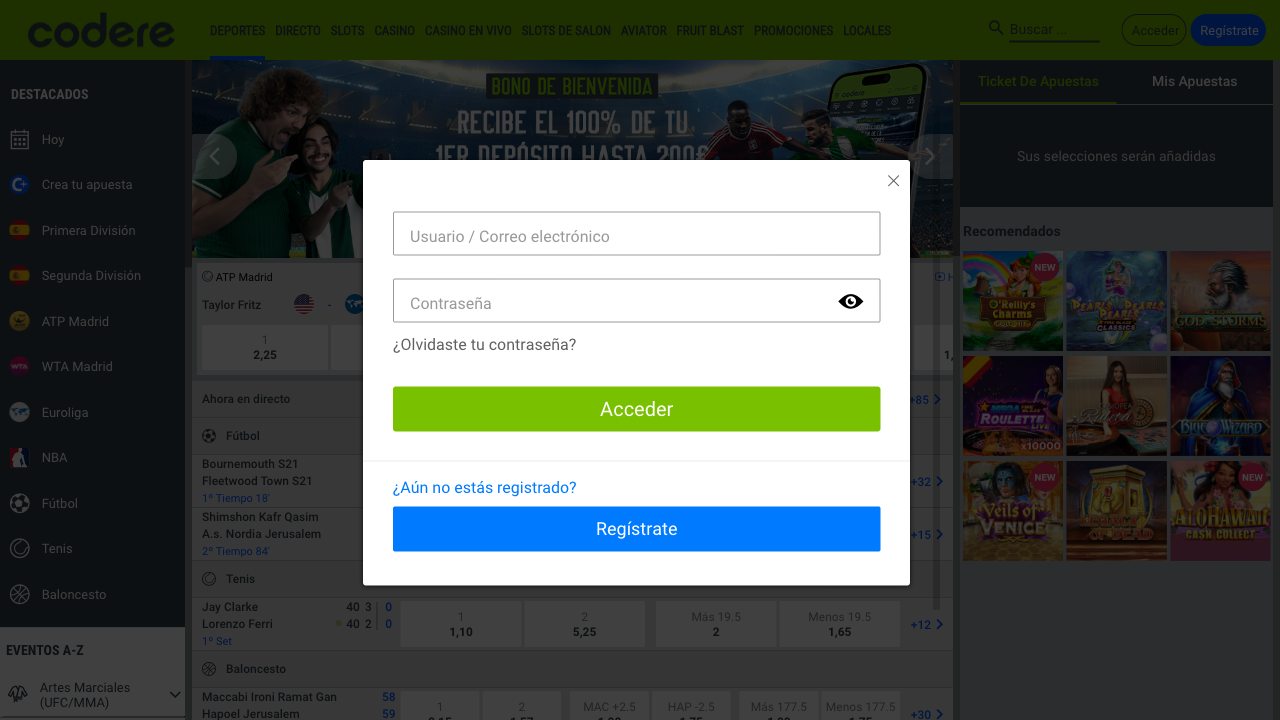 codere
DEPORTES DIRECTO SLOTS CASINO CASINO EN VIVO SLOTS DE SALON AVIATOR FRUIT BLAST PROMOCIONES LOCALES
Buscar ...
Acceder
Regístrate
DESTACADOS
Hoy
Crea tu apuesta
Primera División
Segunda División
ATP Madrid
WTA Madrid
Euroliga
NBA
Fútbol
Tenis
Baloncesto
EVENTOS A-Z
Artes Marciales
(UFC/MMA)
BONO DE BIENVENIDA
RECIBE EL 100% DE TU
1ER DEPÓSITO HASTA 200€
codere
ATP Madrid
Taylor Fritz
-
1
2,25
Ahora en directo
+85
Fútbol
Bournemouth S21
Fleetwood Town S21
1º Tiempo 18'
+32
Shimshon Kafr Qasim
A.s. Nordia Jerusalem
2º Tiempo 84'
+15
Tenis
Jay Clarke 40 3 0
Lorenzo Ferri 40 2 0
1º Set
1
1,10
2
5,25
Más 19.5
2
Menos 19.5
1,65
+12
Baloncesto
Maccabi Ironi Ramat Gan 58
Hapoel Jerusalem 59
1
2
MAC +2.5
HAP -2.5
Más 177.5
Menos 177.5
+30
Usuario / Correo electrónico
Contraseña
¿Olvidaste tu contraseña?
Acceder
¿Aún no estás registrado?
Regístrate
Ticket De Apuestas
Mis Apuestas
Sus selecciones serán añadidas
Recomendados
NEW
O'Reilly's
Charms
PEARLS PEARLS
CLASSICS
GOD OF STORMS
MEGA
ROULETTE
LIVE
x10000
BLUE WIZARD
NEW
Veils of
VENICE
NEW
ALOHAWAII
CASH COLLECT